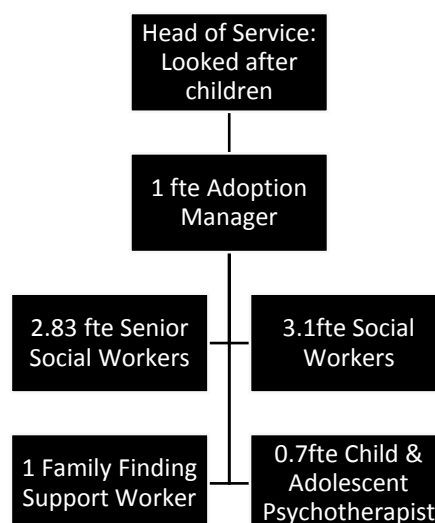 Head of Service:
Looked after
children
1 fte Adoption
Manager
2.83 fte Senior
Social Workers
3.1fte Social
Workers
1 Family Finding
Support Worker
0.7fte Child &
Adolescent
Psychotherapist